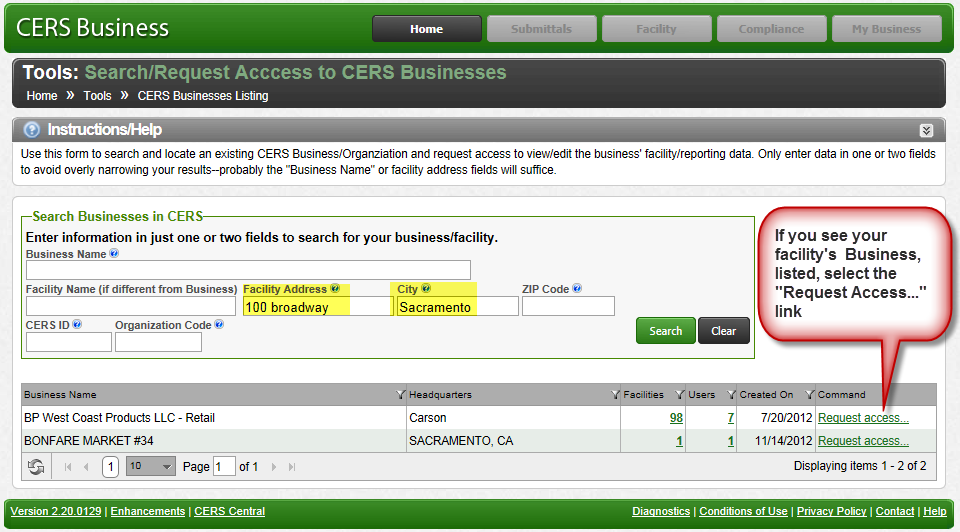 CERS Business
Home
Submittals
Facility
Compliance
My Business
Tools: Search/Request Acccess to CERS Businesses
Home » Tools » CERS Businesses Listing
Instructions/Help
Use this form to search and locate an existing CERS Business/Organziation and request access to view/edit the business' facility/reporting data. Only enter data in one or two fields
to avoid overly narrowing your results--probably the "Business Name" or facility address fields will suffice.
Search Businesses in CERS
Enter information in just one or two fields to search for your business/facility.
Business Name
Facility Name (if different from Business) Facility Address City ZIP Code
100 broadway Sacramento
CERS ID Organization Code
Search Clear
If you see your
facility's Business,
listed, select the
"Request Access..."
link
Business Name Headquarters Facilities Users Created On Command
BP West Coast Products LLC - Retail Carson 98 7 7/20/2012 Request access...
BONFARE MARKET #34 SACRAMENTO, CA 1 1 11/14/2012 Request access...
1 10 Page 1 of 1 Displaying items 1 - 2 of 2
Version 2.20.0129 | Enhancements | CERS Central Diagnostics | Conditions of Use | Privacy Policy | Contact | Help